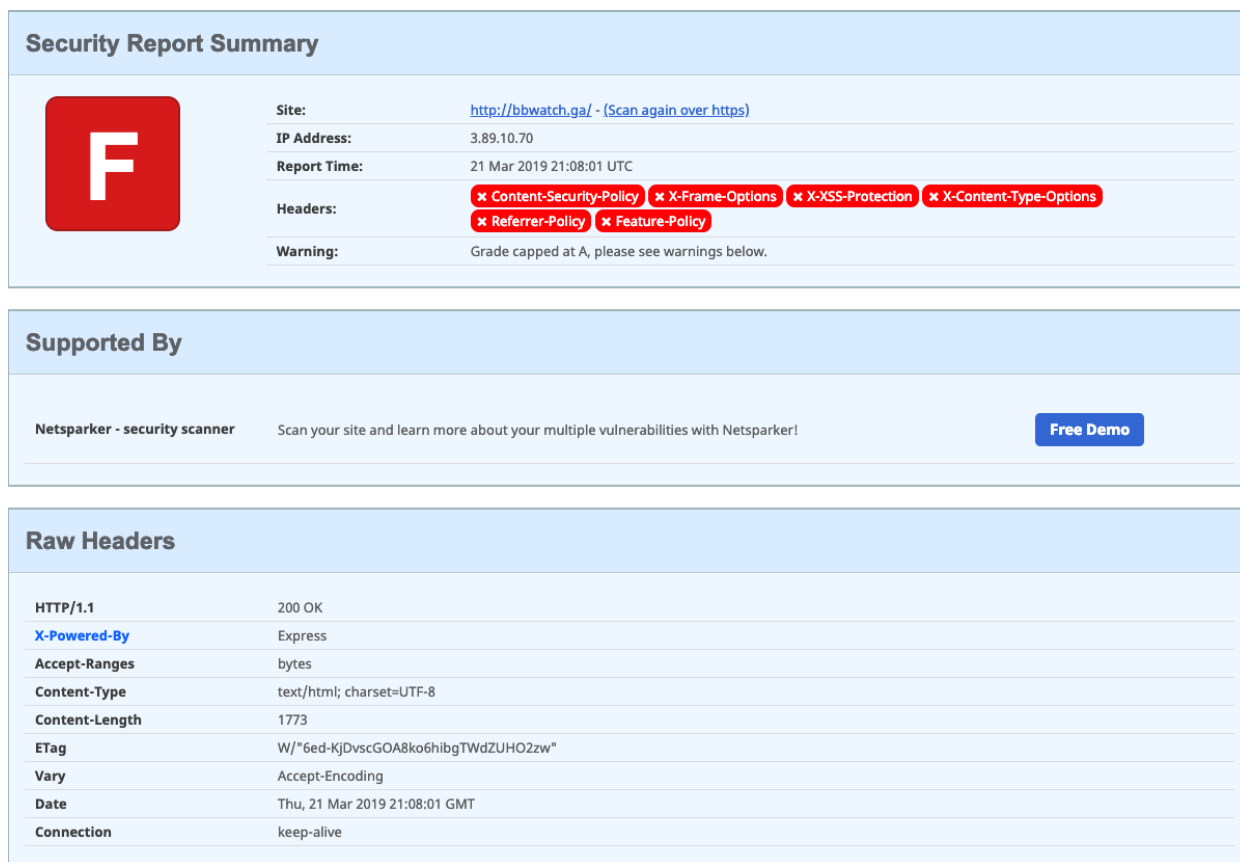 Security Report Summary
F
Site: http://bbwatch.ga/ - (Scan again over https)
IP Address: 3.89.10.70
Report Time: 21 Mar 2019 21:08:01 UTC
Headers: × Content-Security-Policy × X-Frame-Options × X-XSS-Protection × X-Content-Type-Options
× Referrer-Policy × Feature-Policy
Warning: Grade capped at A, please see warnings below.
Supported By
Netsparker - security scanner Scan your site and learn more about your multiple vulnerabilities with Netsparker! Free Demo
Raw Headers
HTTP/1.1 200 OK
X-Powered-By Express
Accept-Ranges bytes
Content-Type text/html; charset=UTF-8
Content-Length 1773
ETag W/"6ed-KjDvscGOA8ko6hibgTWdZUHO2zw"
Vary Accept-Encoding
Date Thu, 21 Mar 2019 21:08:01 GMT
Connection keep-alive